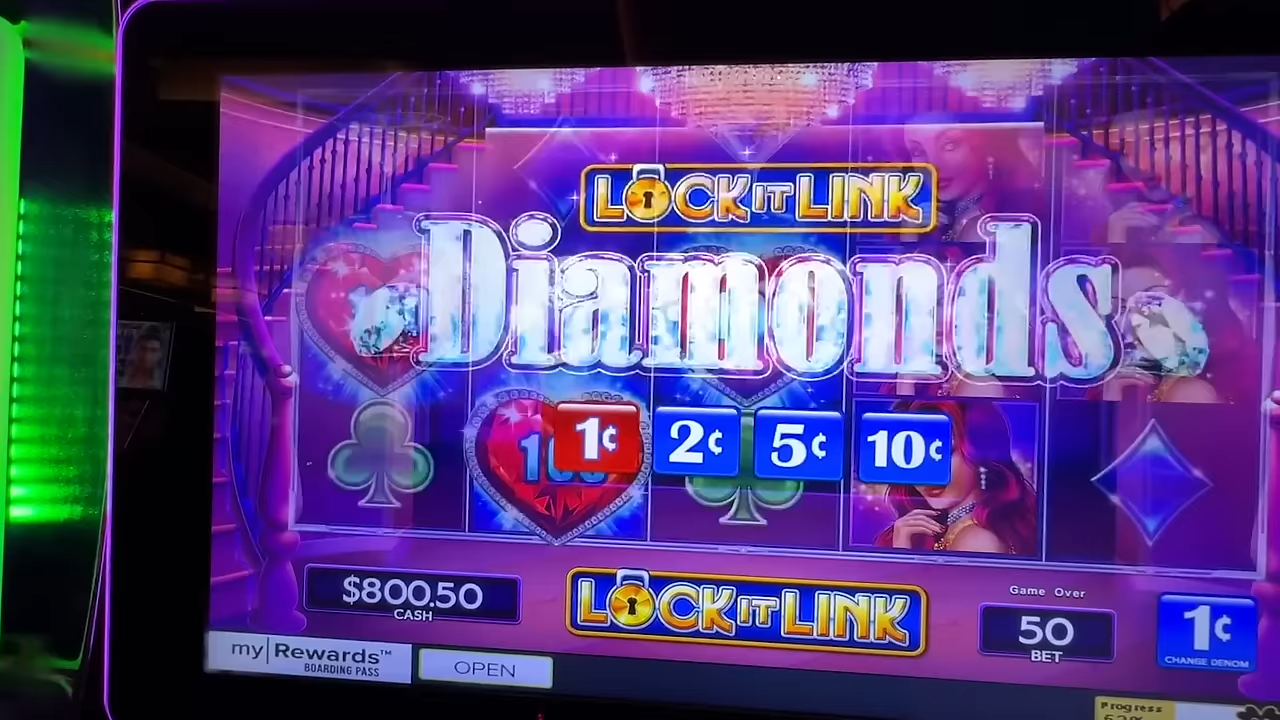 LOCK IT LINK
Diamonds
1¢ 2¢ 5¢ 10¢
$800.50
CASH
LOCK IT LINK
Game Over
50
BET
1¢
CHANGE DENOM
my|Rewards™
BOARDING PASS
OPEN
Progress